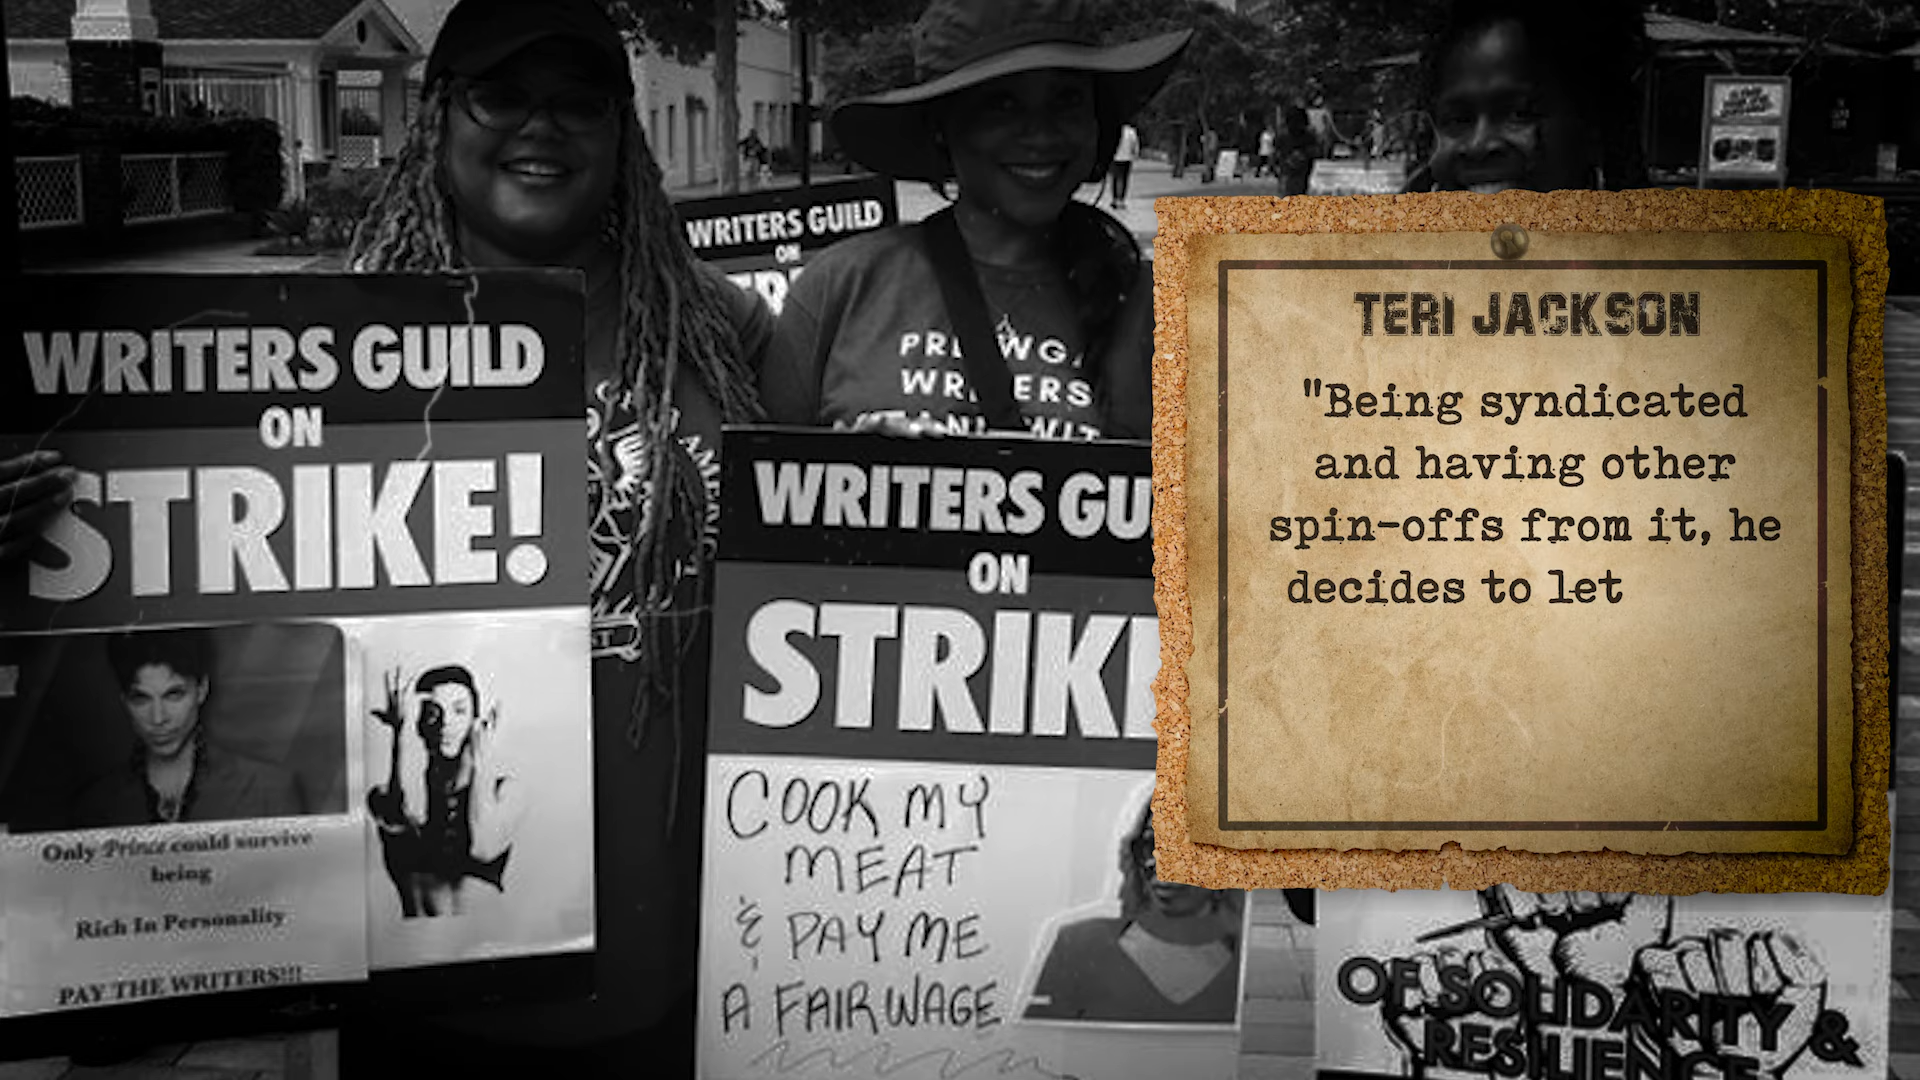 WRITERS GUILD
ON
STRIKE!
Only Prince could survive
being
Rich In Personality
PAY THE WRITERS!!!
WRITERS GUILD
ON
WRITERS GU
ON
STRIK
COOK MY
MEAT
& PAY ME
A FAIR WAGE
TERI JACKSON
"Being syndicated
and having other
spin-offs from it, he
decides to let
OF SOLIDARITY &
RESILIENCE